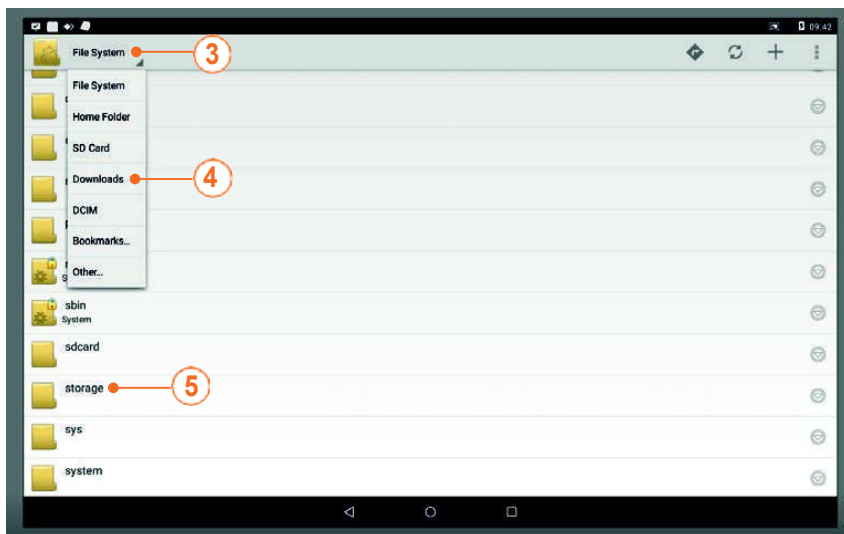 09:42
File System
3
File System
Home Folder
SD Card
Downloads
4
DCIM
Bookmarks...
Other...
sbin
System
sdcard
storage
5
sys
system